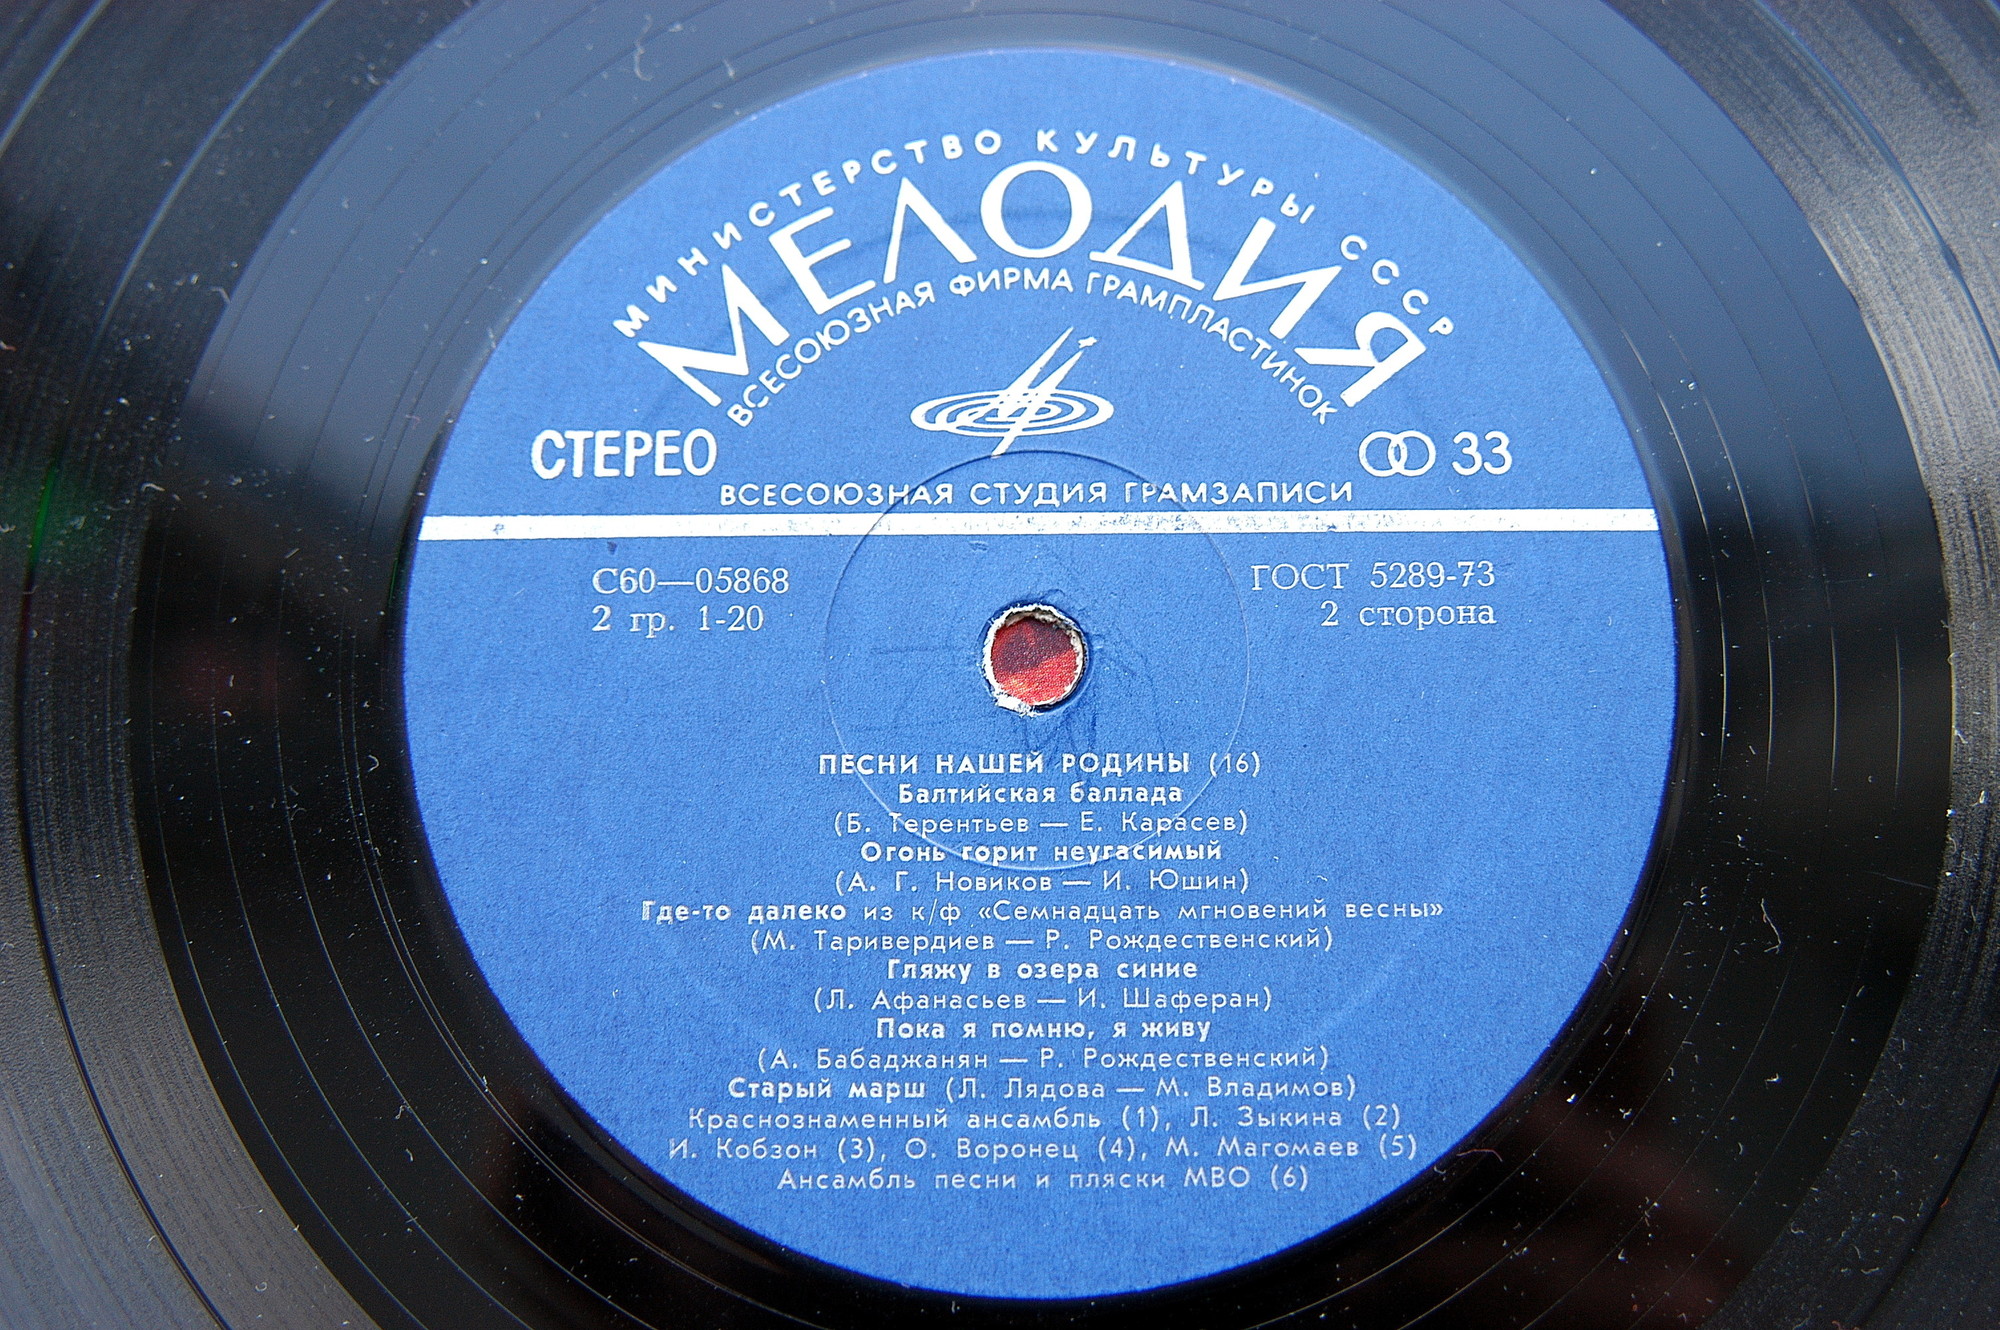 МИНИСТЕРСТВО КУЛЬТУРЫ СССР
МЕЛОДИЯ
ВСЕСОЮЗНАЯ ФИРМА ГРАМПЛАСТИНОК
СТЕРЕО 33
ВСЕСОЮЗНАЯ СТУДИЯ ГРАМЗАПИСИ
С60—05868 ГОСТ 5289-73
2 гр. 1-20 2 сторона
ПЕСНИ НАШЕЙ РОДИНЫ (16)
Балтийская баллада
(Б. Терентьев — Е. Карасев)
Огонь горит неугасимый
(А. Г. Новиков — И. Юшин)
Где-то далеко из к/ф «Семнадцать мгновений весны»
(М. Таривердиев — Р. Рождественский)
Гляжу в озера синие
(Л. Афанасьев — И. Шаферан)
Пока я помню, я живу
(А. Бабаджанян — Р. Рождественский)
Старый марш (Л. Лядова — М. Владимов)
Краснознаменный ансамбль (1), Л. Зыкина (2)
И. Кобзон (3), О. Воронец (4), М. Магомаев (5)
Ансамбль песни и пляски МВО (6)